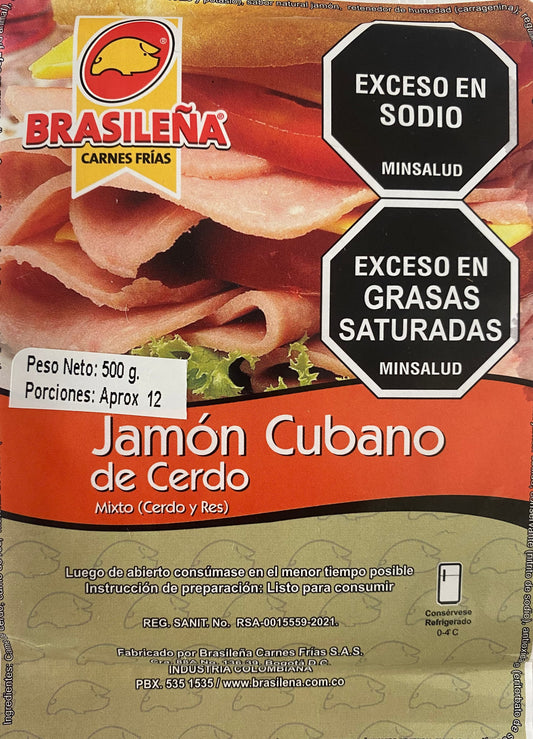 y potasio), sabor natural jamón, retenedor de humedad (carragenina),
BRASILEÑA®
CARNES FRÍAS
EXCESO EN
SODIO
MINSALUD
EXCESO EN
GRASAS
SATURADAS
MINSALUD
Peso Neto: 500 g.
Porciones: Aprox 12
Jamón Cubano
de Cerdo
Mixto (Cerdo y Res)
Luego de abierto consúmase en el menor tiempo posible
Instrucción de preparación: Listo para consumir
REG. SANIT. No. RSA-0015559-2021.
Consérvese
Refrigerado
0-4°C
Fabricado por Brasileña Carnes Frías S.A.S.
Bogotá D.C.
INDUSTRIA COLOMBIANA
PBX. 535 1535 / www.brasilena.com.co
Ingredientes: